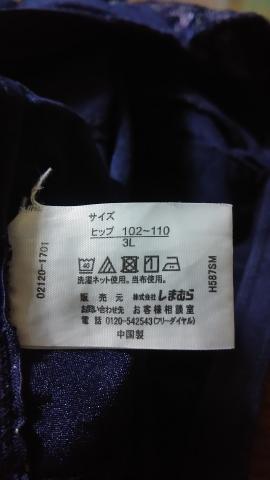 サイズ
ヒップ 102~110
3L
40
洗濯ネット使用。当布使用。
販売元 株式会社しまむら
お問い合わせ先 お客様相談室
電話 0120-542543(フリーダイヤル)
中国製
02120-1701
H587SM